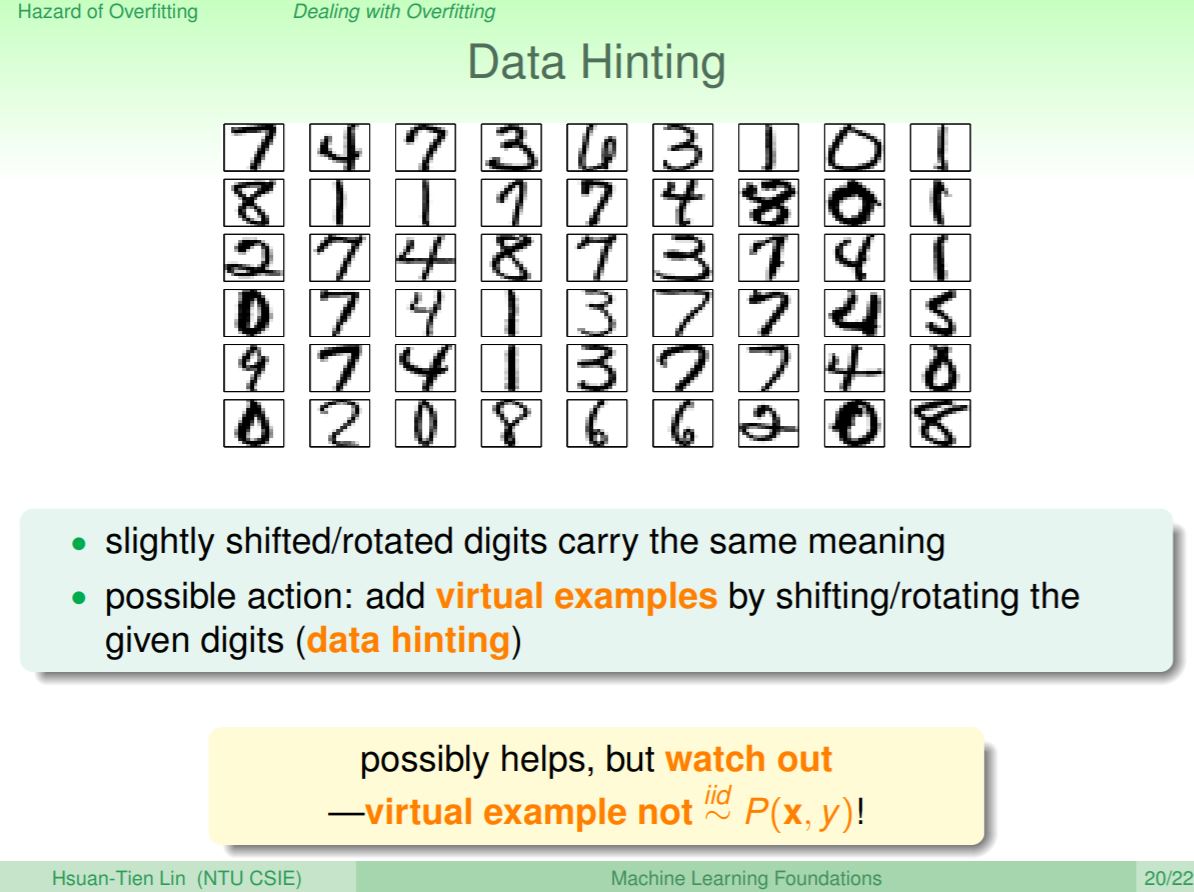 Hazard of Overfitting Dealing with Overfitting
Data Hinting
7 4 7 3 6 3 1 0 1
8 1 1 7 7 4 8 0 1
2 7 4 8 7 3 7 4 1
0 7 4 1 3 7 7 4 5
9 7 4 1 3 7 7 4 0
0 2 0 8 6 6 2 0 8
• slightly shifted/rotated digits carry the same meaning
• possible action: add virtual examples by shifting/rotating the
given digits (data hinting)
possibly helps, but watch out
—virtual example not iid ∼ P(x, y)!
Hsuan-Tien Lin (NTU CSIE) Machine Learning Foundations 20/22